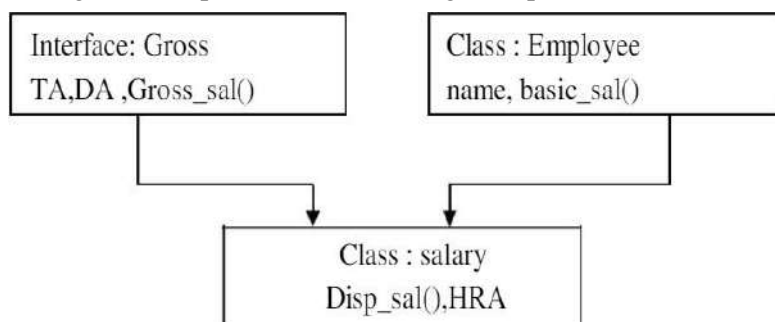 Interface: Gross
TA,DA ,Gross_sal()
Class : Employee
name, basic_sal()
Class : salary
Disp_sal(),HRA